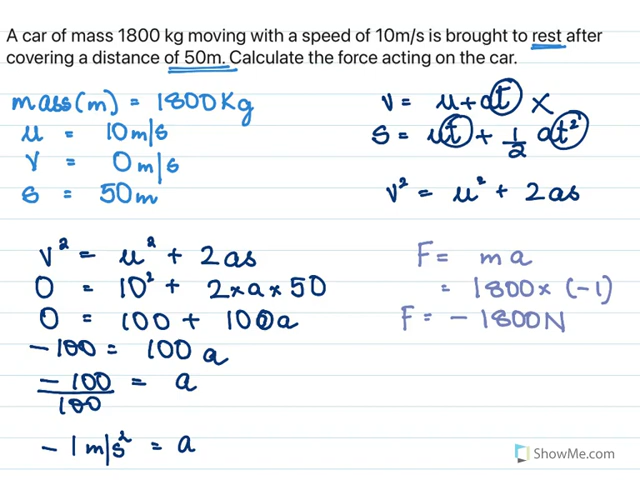 A car of mass 1800 kg moving with a speed of 10m/s is brought to rest after
covering a distance of 50m. Calculate the force acting on the car.
mass(m) = 1800Kg
u = 10m/s
v = 0m/s
s = 50m
v = u + at X
s = ut + 1/2 at²
v² = u² + 2as
v² = u² + 2as
0 = 10² + 2×a×50
0 = 100 + 100a
-100 = 100 a
-100/100 = a
-1 m/s² = a
F = ma
= 1800 × (-1)
F = -1800N
ShowMe.com